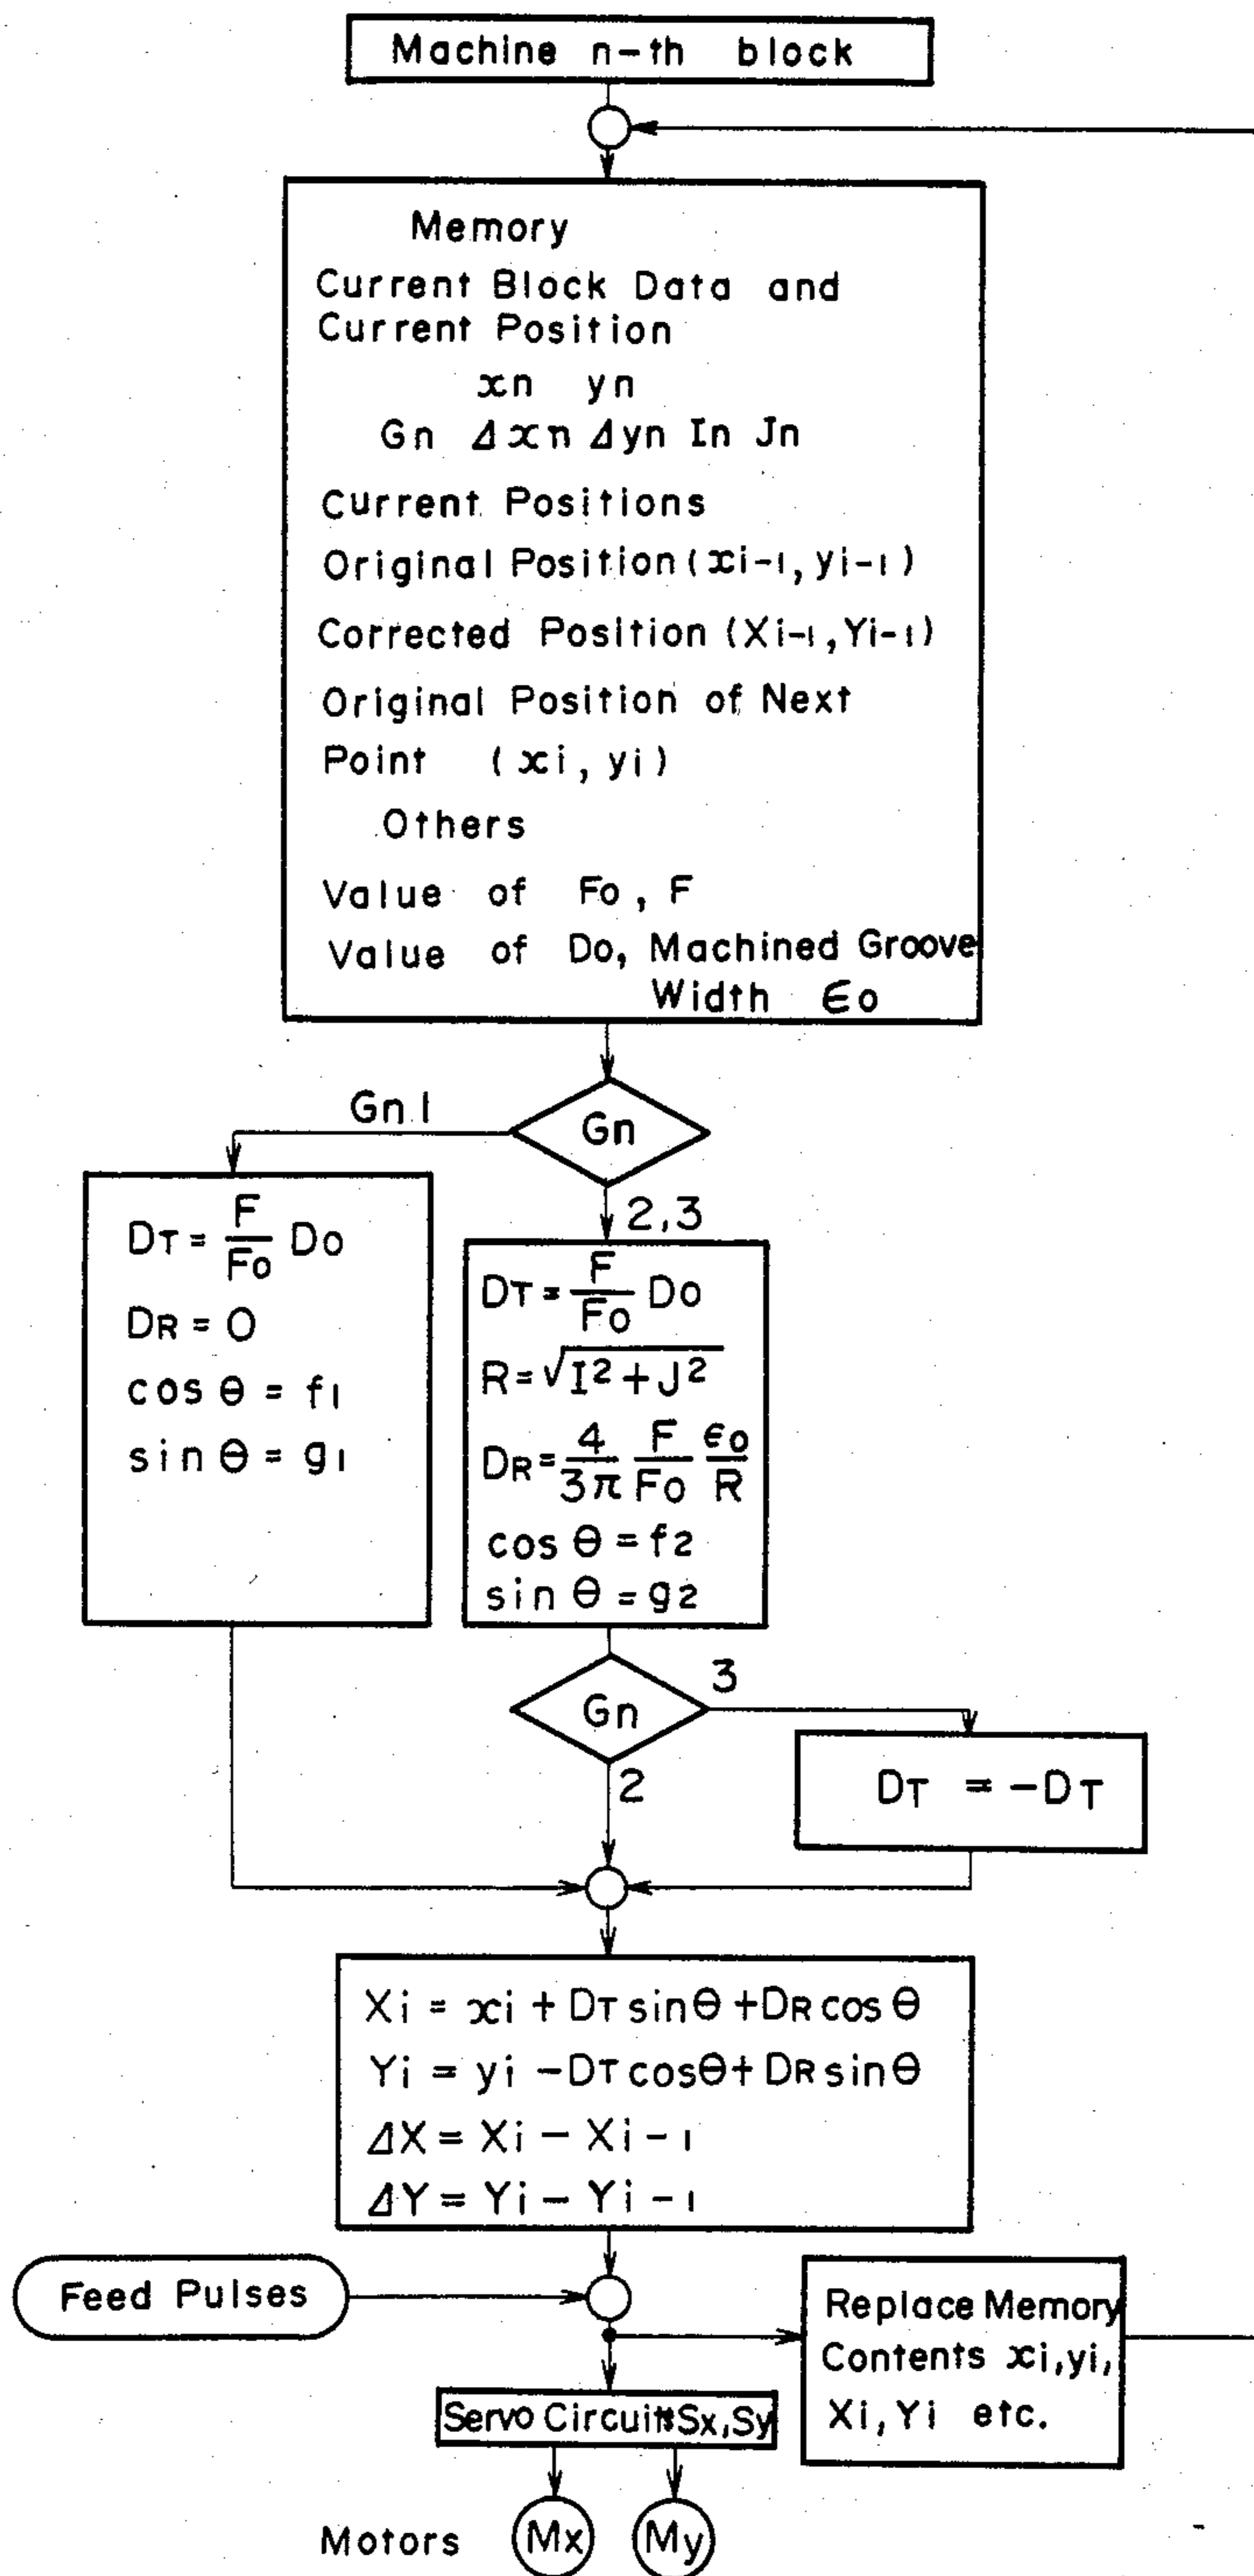 Machine n-th block
Memory
Current Block Data and
Current Position
xn yn
Gn Δxn Δyn In Jn
Current Positions
Original Position (xi-1, yi-1)
Corrected Position (Xi-1, Yi-1)
Original Position of Next
Point (xi, yi)
Others
Value of Fo, F
Value of Do, Machined Groove
Width ϵo
Gn 1
Gn
2,3
DT = F/Fo Do
DR = 0
cos θ = f1
sin θ = g1
DT = F/Fo Do
R = √I² + J²
DR = 4/3π F/Fo ϵo/R
cos θ = f2
sin θ = g2
Gn
3
2
DT = -DT
Xi = xi + DT sinθ + DR cos θ
Yi = yi - DT cosθ + DR sinθ
ΔX = Xi - Xi-1
ΔY = Yi - Yi-1
Feed Pulses
Replace Memory
Contents xi, yi,
Xi, Yi etc.
Servo Circuits Sx, Sy
Motors Mx My